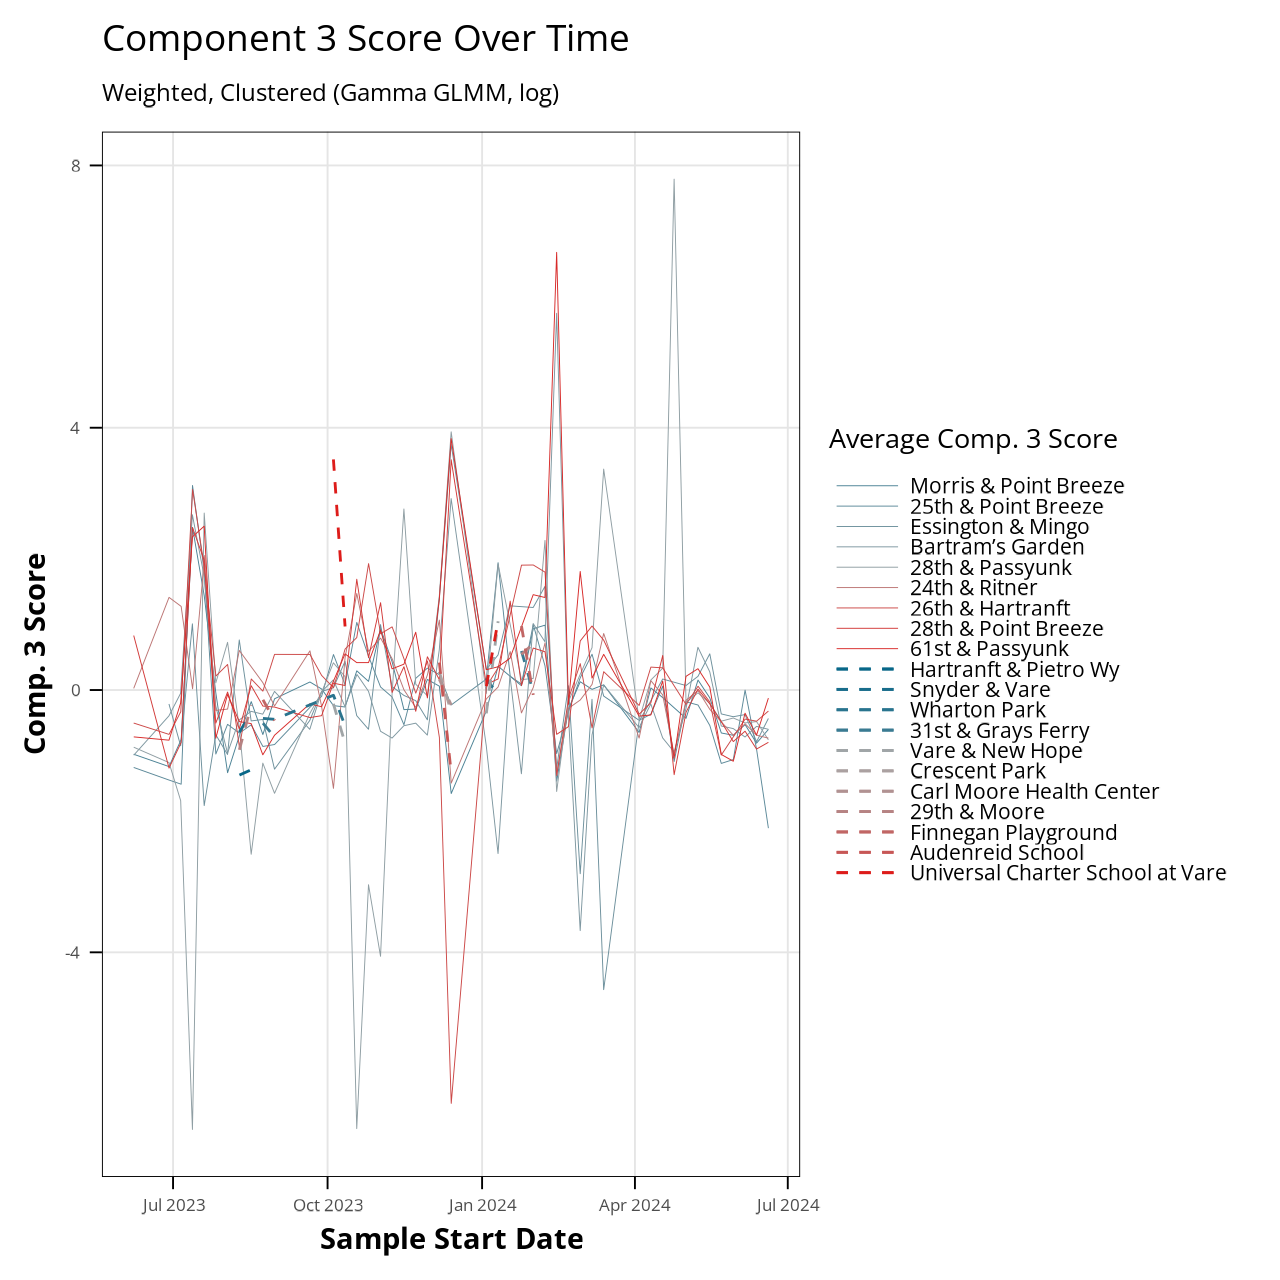 Component 3 Score Over Time
Weighted, Clustered (Gamma GLMM, log)
8
4
0
-4
Comp. 3 Score
Jul 2023
Oct 2023
Jan 2024
Apr 2024
Jul 2024
Sample Start Date
Average Comp. 3 Score
Morris & Point Breeze
25th & Point Breeze
Essington & Mingo
Bartram’s Garden
28th & Passyunk
24th & Ritner
26th & Hartranft
28th & Point Breeze
61st & Passyunk
Hartranft & Pietro Wy
Snyder & Vare
Wharton Park
31st & Grays Ferry
Vare & New Hope
Crescent Park
Carl Moore Health Center
29th & Moore
Finnegan Playground
Audenreid School
Universal Charter School at Vare